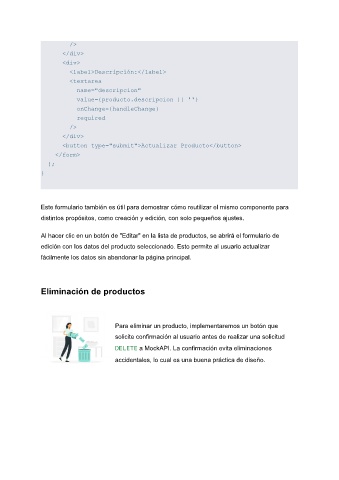 />
</div>
<div>
<label>Descripción:</label>
<textarea
name="descripcion"
value={producto.descripcion || ''}
onChange={handleChange}
required
/>
</div>
<button type="submit">Actualizar Producto</button>
</form>
);
}
Este formulario también es útil para demostrar cómo reutilizar el mismo componente para
distintos propósitos, como creación y edición, con solo pequeños ajustes.
Al hacer clic en un botón de "Editar" en la lista de productos, se abrirá el formulario de
edición con los datos del producto seleccionado. Esto permite al usuario actualizar
fácilmente los datos sin abandonar la página principal.
Eliminación de productos
Para eliminar un producto, implementaremos un botón que
solicite confirmación al usuario antes de realizar una solicitud
DELETE a MockAPI. La confirmación evita eliminaciones
accidentales, lo cual es una buena práctica de diseño.